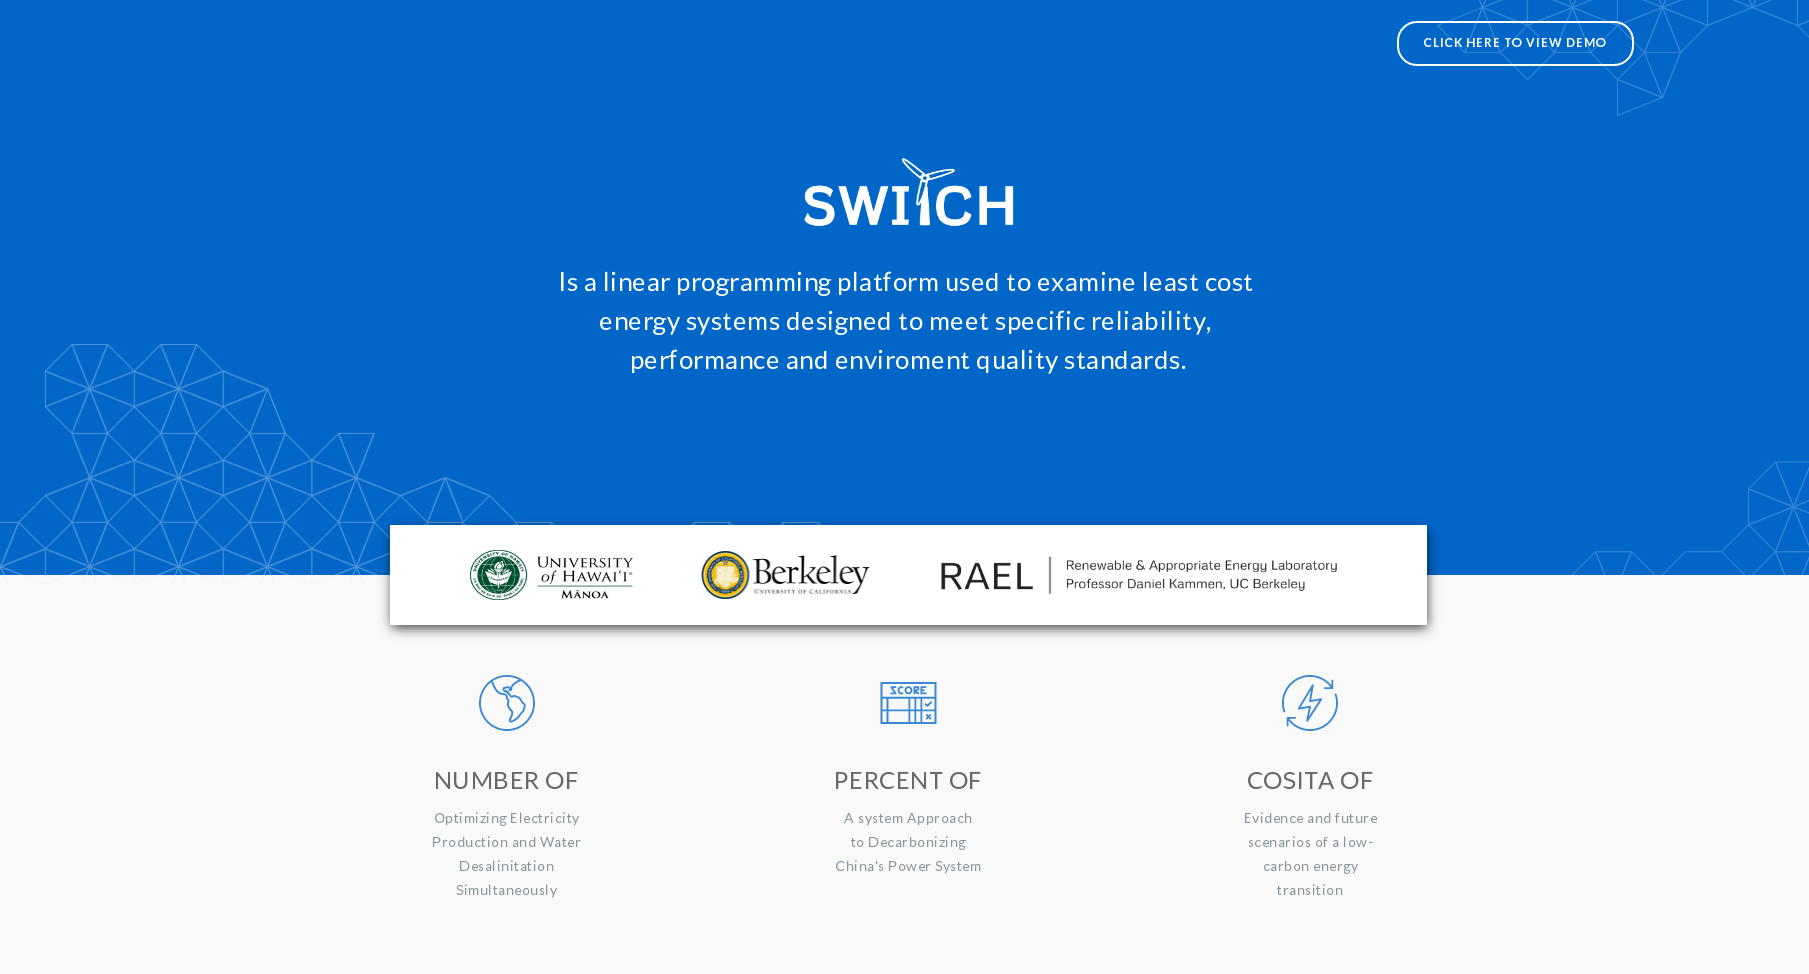 CLICK HERE TO VIEW DEMO
SWITCH
Is a linear programming platform used to examine least cost
energy systems designed to meet specific reliability,
performance and enviroment quality standards.
UNIVERSITY
of HAWAI‘I®
MĀNOA
Berkeley
UNIVERSITY OF CALIFORNIA
RAEL
Renewable & Appropriate Energy Laboratory
Professor Daniel Kammen, UC Berkeley
SCORE
NUMBER OF
Optimizing Electricity
Production and Water
Desalinitation
Simultaneously
PERCENT OF
A system Approach
to Decarbonizing
China's Power System
COSITA OF
Evidence and future
scenarios of a low-
carbon energy
transition